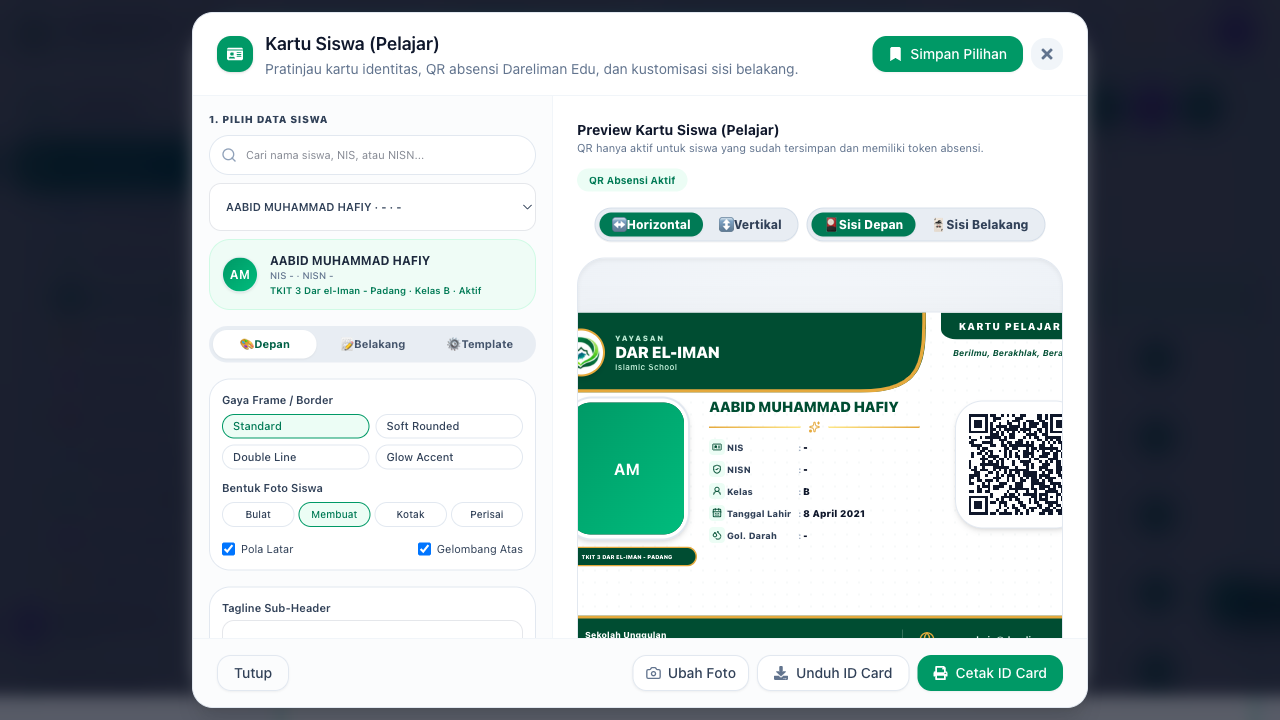 Kartu Siswa (Pelajar)
Pratinjau kartu identitas, QR absensi Dareliman Edu, dan kustomisasi sisi belakang.
Simpan Pilihan
1. PILIH DATA SISWA
Cari nama siswa, NIS, atau NISN...
AABID MUHAMMAD HAFIY · - · -
AM
AABID MUHAMMAD HAFIY
NIS - · NISN -
TKIT 3 Dar el-Iman - Padang · Kelas B · Aktif
Depan
Belakang
Template
Gaya Frame / Border
Standard
Soft Rounded
Double Line
Glow Accent
Bentuk Foto Siswa
Bulat
Membuat
Kotak
Perisai
Pola Latar
Gelombang Atas
Tagline Sub-Header
Preview Kartu Siswa (Pelajar)
QR hanya aktif untuk siswa yang sudah tersimpan dan memiliki token absensi.
QR Absensi Aktif
Horizontal
Vertikal
Sisi Depan
Sisi Belakang
YAYASAN
DAR EL-IMAN
Islamic School
KARTU PELAJAR
Berilmu, Berakhlak, Bera
AM
AABID MUHAMMAD HAFIY
NIS : -
NISN : -
Kelas : B
Tanggal Lahir : 8 April 2021
Gol. Darah : -
TKIT 3 DAR EL-IMAN - PADANG
Sekolah Unggulan
Tutup
Ubah Foto
Unduh ID Card
Cetak ID Card